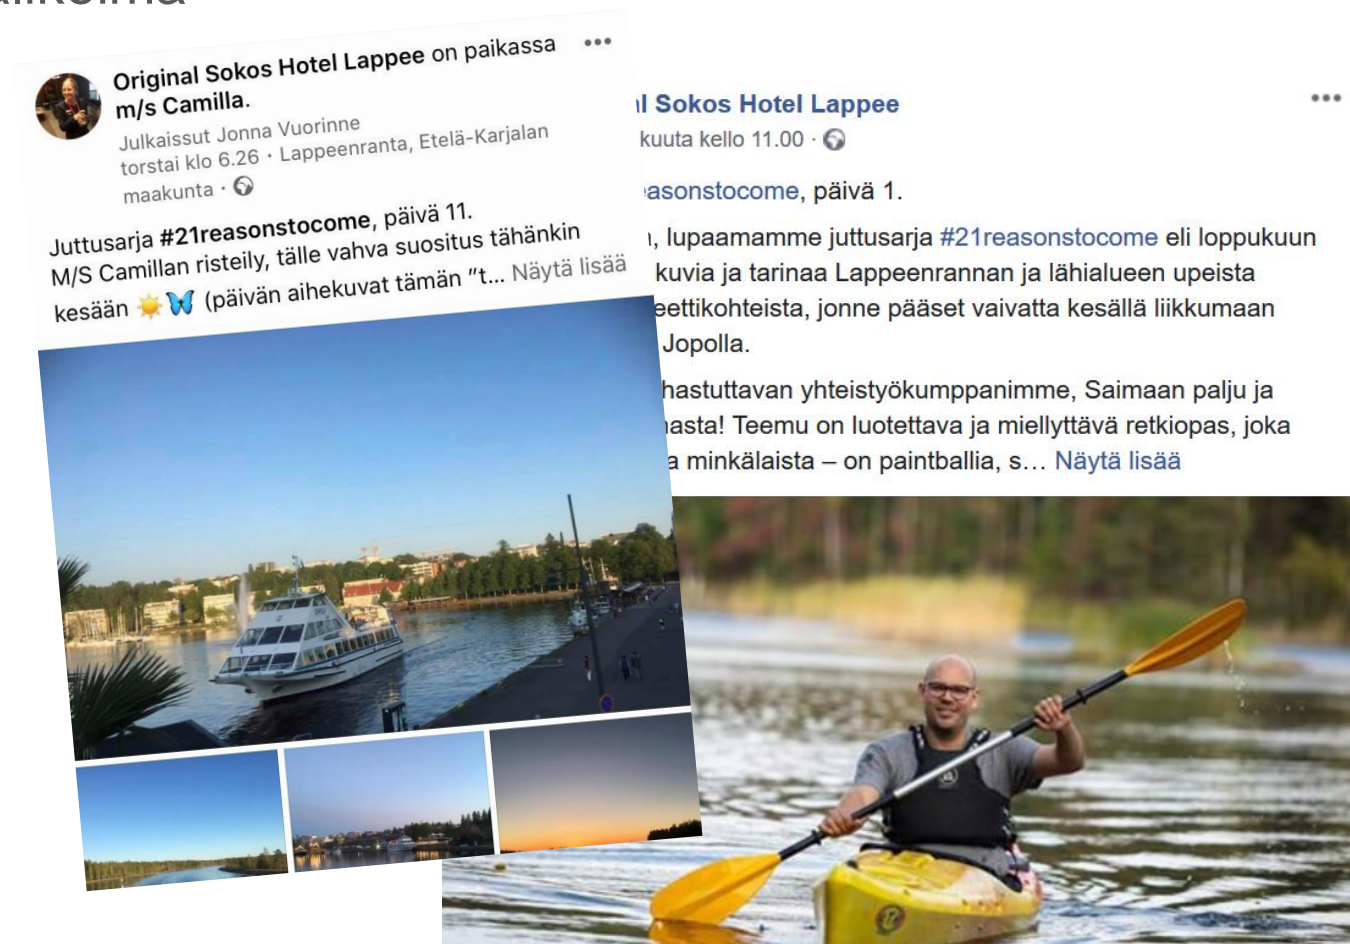 Original Sokos Hotel Lappee on paikassa
m/s Camilla.
Julkaissut Jonna Vuorinne
torstai klo 6.26 · Lappeenranta, Etelä-Karjalan
maakunta ·
Juttusarja #21reasonstocome, päivä 11.
M/S Camillan risteily, tälle vahva suositus tähänkin
kesään ☀️🦋 (päivän aihekuvat tämän ”t... Näytä lisää
Sokos Hotel Lappee
kuuta kello 11.00 ·
easonstocome, päivä 1.
, lupaamamme juttusarja #21reasonstocome eli loppukuun
kuvia ja tarinaa Lappeenrannan ja lähialueen upeista
eettikohteista, jonne pääset vaivatta kesällä liikkumaan
Jopolla.
hastuttavan yhteistyökumppanimme, Saimaan palju ja
asta! Teemu on luotettava ja miellyttävä retkiopas, joka
a minkälaista – on paintballia, s… Näytä lisää